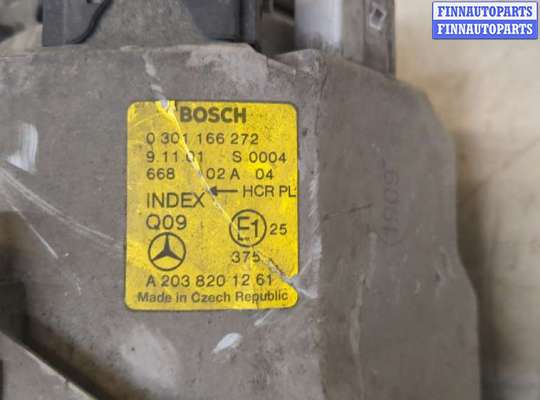 FINNAUTOPARTS
FINNAUTOPARTS
BOSCH
0 301 166 272
9.11.01 S 0004
668 02 A 04
← HCR PL
INDEX
Q09
E1 25
375
A 203 820 12 61
Made in Czech Republic
1909